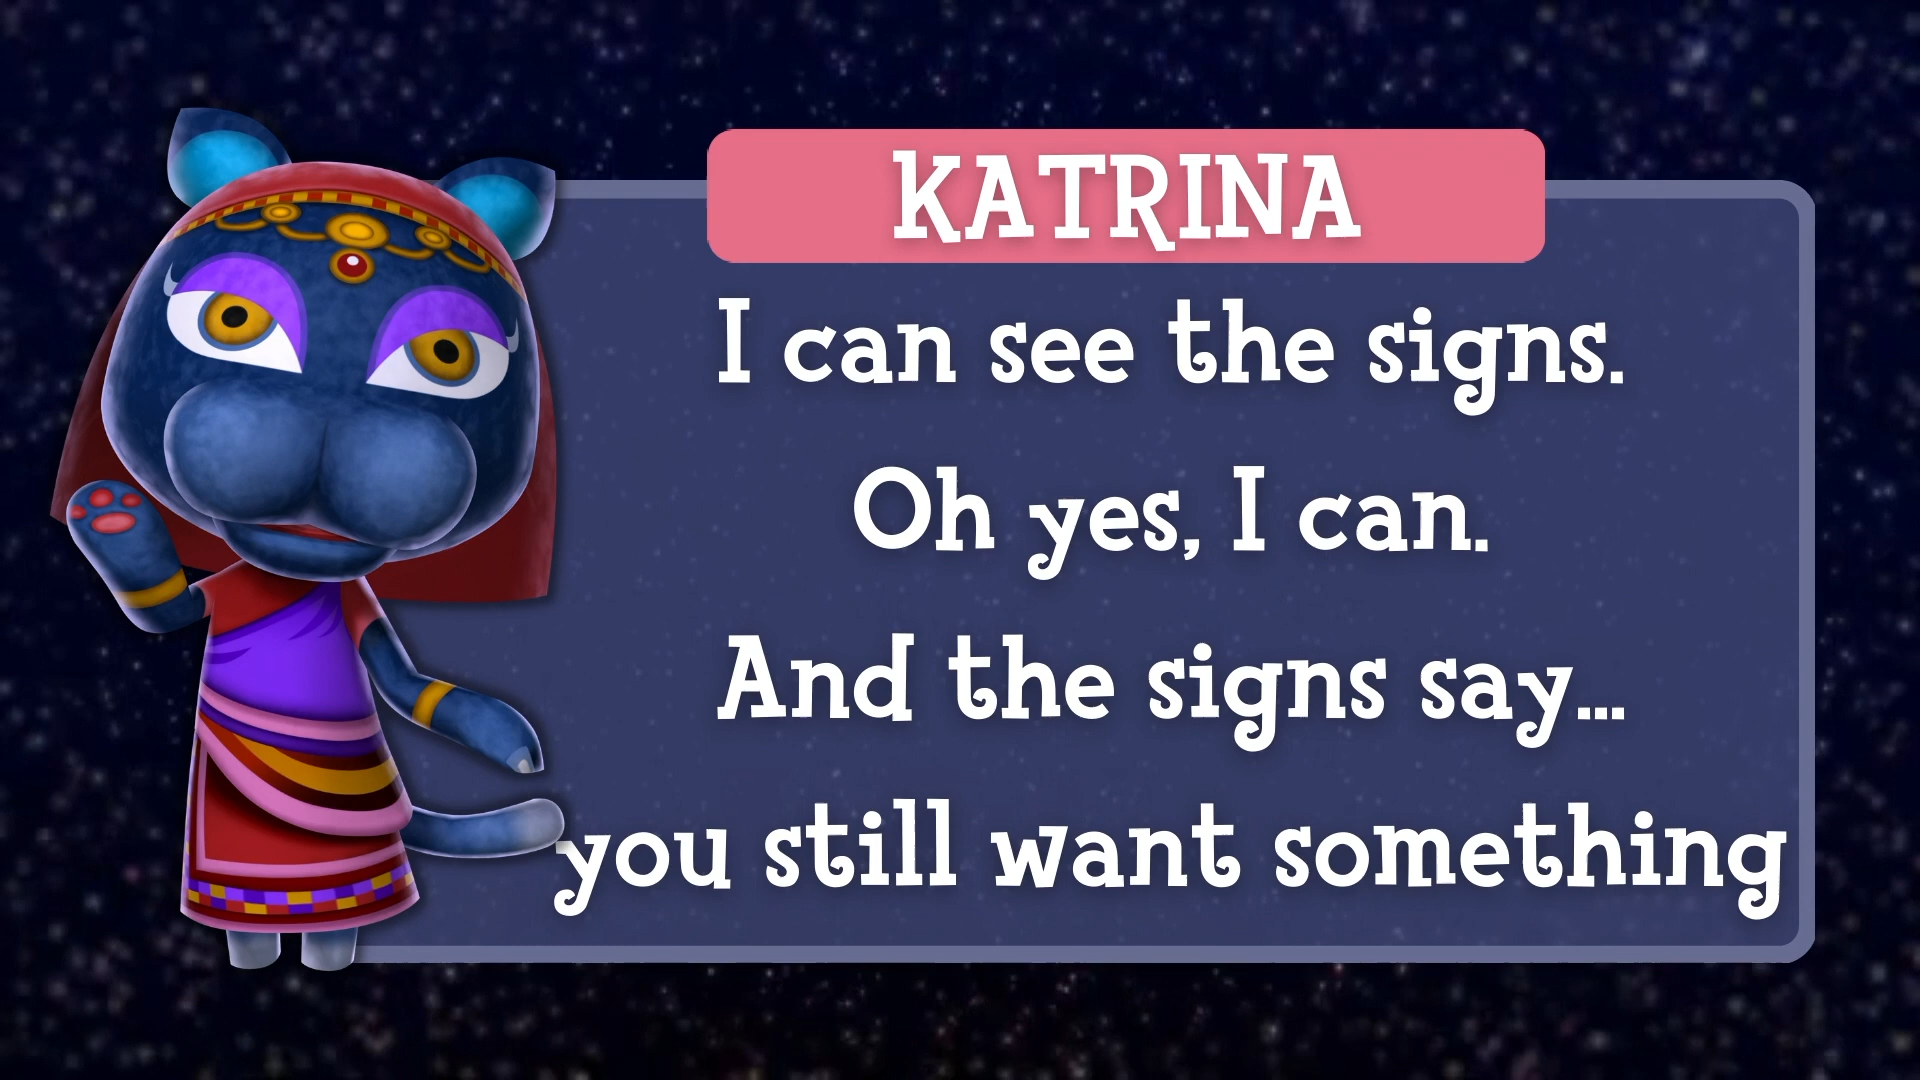 KATRINA
I can see the signs.
Oh yes, I can.
And the signs say...
you still want something